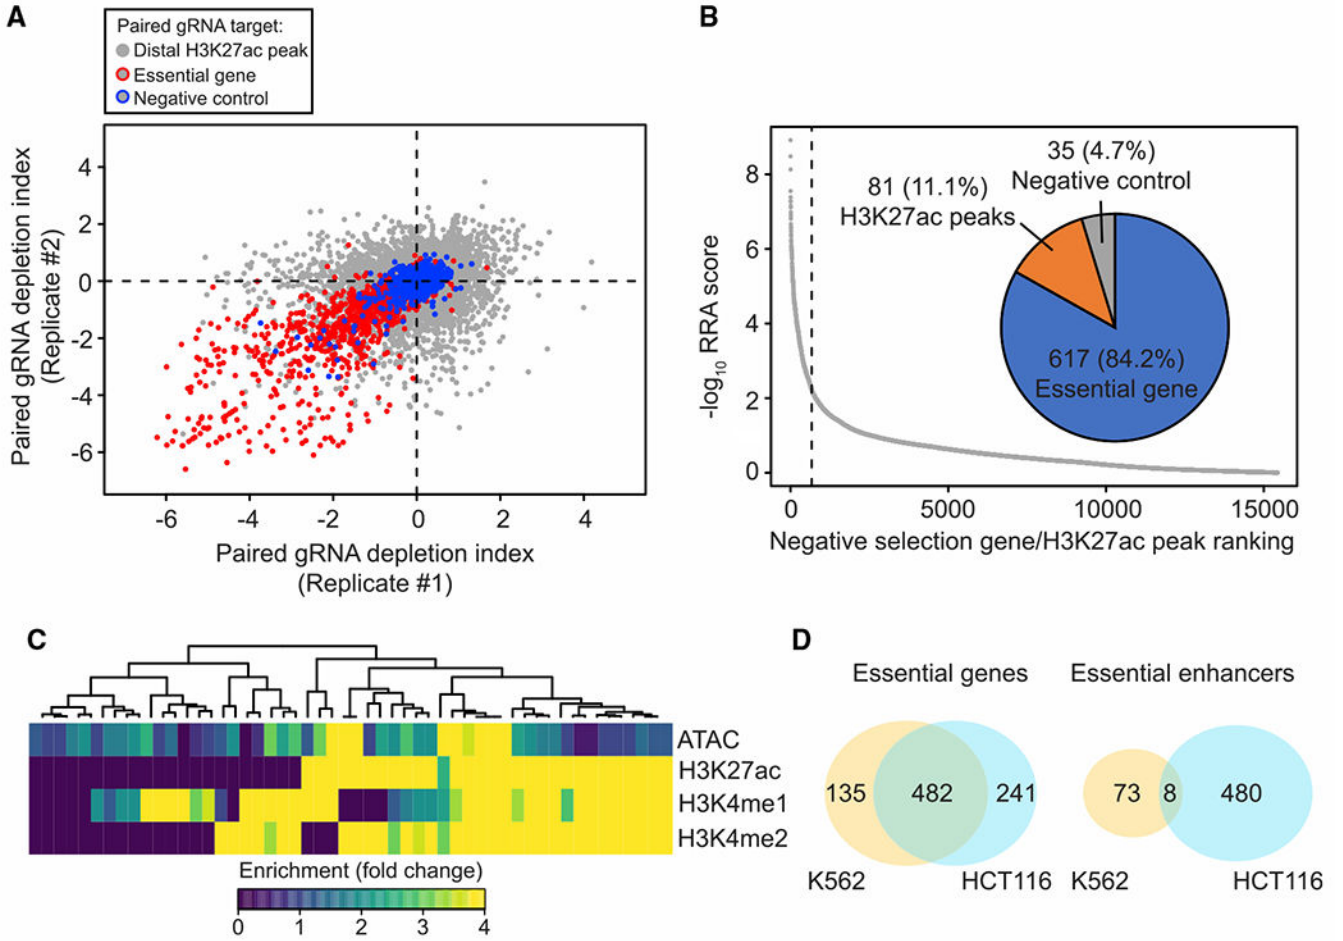 A
Paired gRNA target:
Distal H3K27ac peak
Essential gene
Negative control
Paired gRNA depletion index
(Replicate #2)
4
2
0
-2
-4
-6
-6
-4
-2
0
2
4
Paired gRNA depletion index
(Replicate #1)
B
-log10 RRA score
8
6
4
2
0
35 (4.7%)
Negative control
81 (11.1%)
H3K27ac peaks
617 (84.2%)
Essential gene
0
5000
10000
15000
Negative selection gene/H3K27ac peak ranking
C
ATAC
H3K27ac
H3K4me1
H3K4me2
Enrichment (fold change)
0
1
2
3
4
D
Essential genes
135
482
241
K562
HCT116
Essential enhancers
73
8
480
K562
HCT116